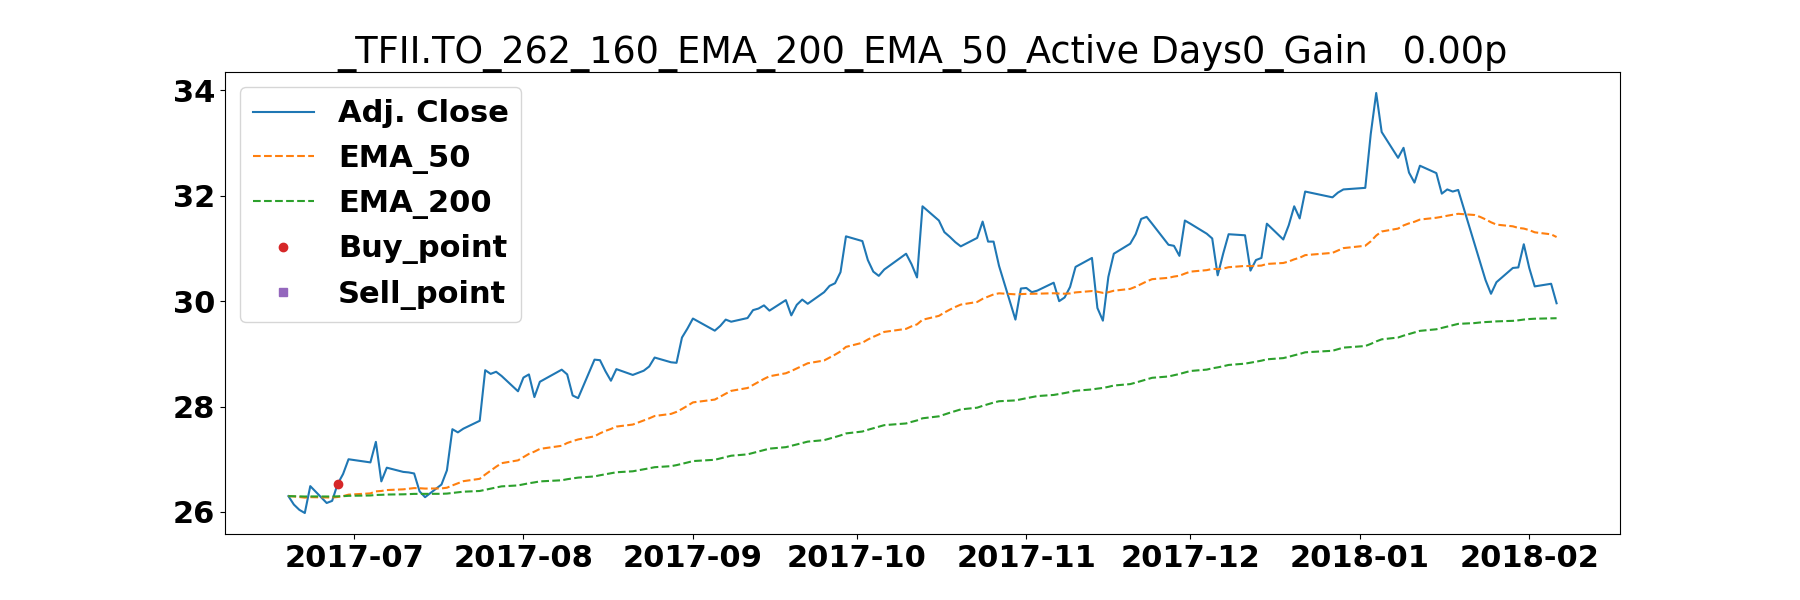 _TFII.TO_262_160_EMA_200_EMA_50_Active Days0_Gain   0.00p
34
32
30
28
26
Adj. Close
EMA_50
EMA_200
Buy_point
Sell_point
2017-07 2017-08 2017-09 2017-10 2017-11 2017-12 2018-01 2018-02